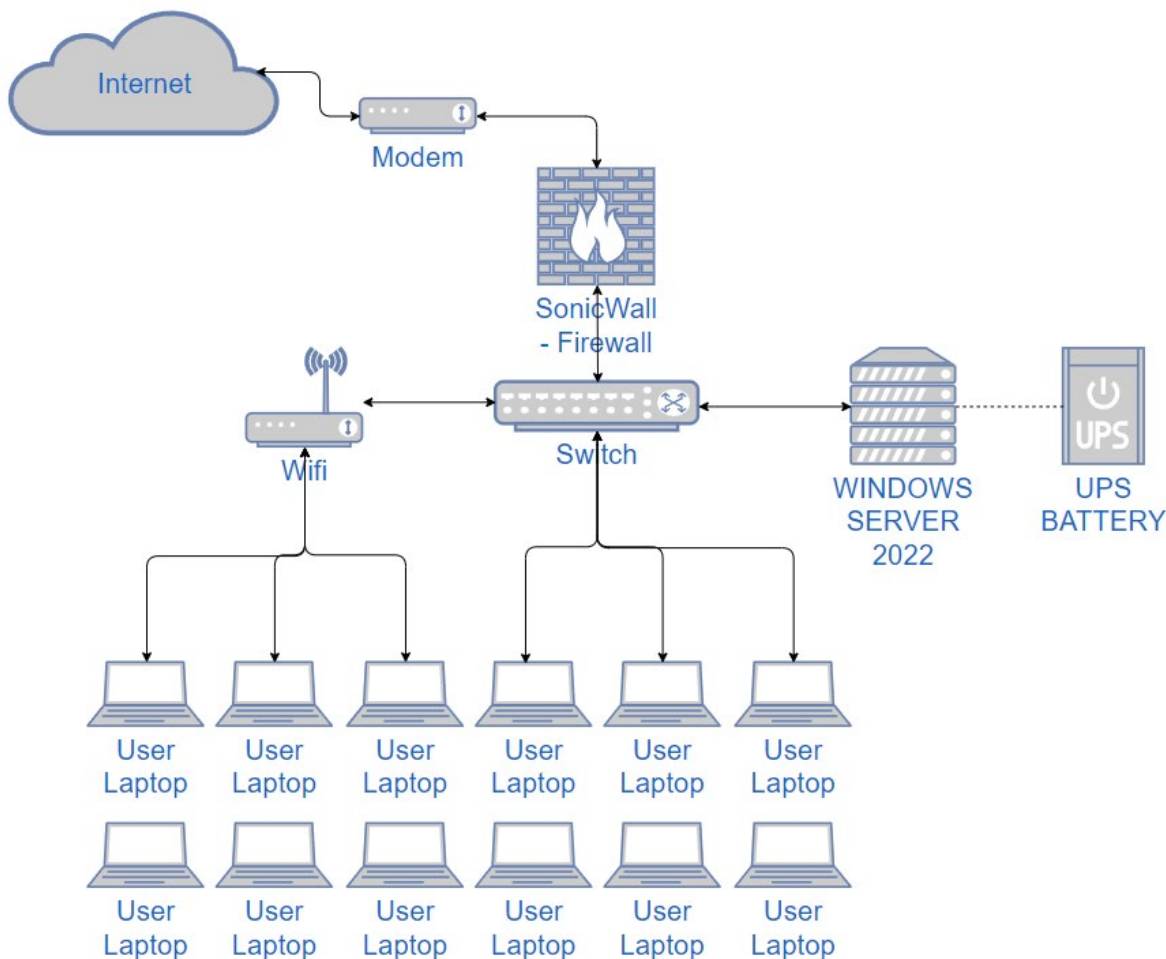 Internet
Modem
SonicWall
- Firewall
Wifi
Switch
WINDOWS
SERVER
2022
UPS
UPS
BATTERY
User
Laptop
User
Laptop
User
Laptop
User
Laptop
User
Laptop
User
Laptop
User
Laptop
User
Laptop
User
Laptop
User
Laptop
User
Laptop
User
Laptop